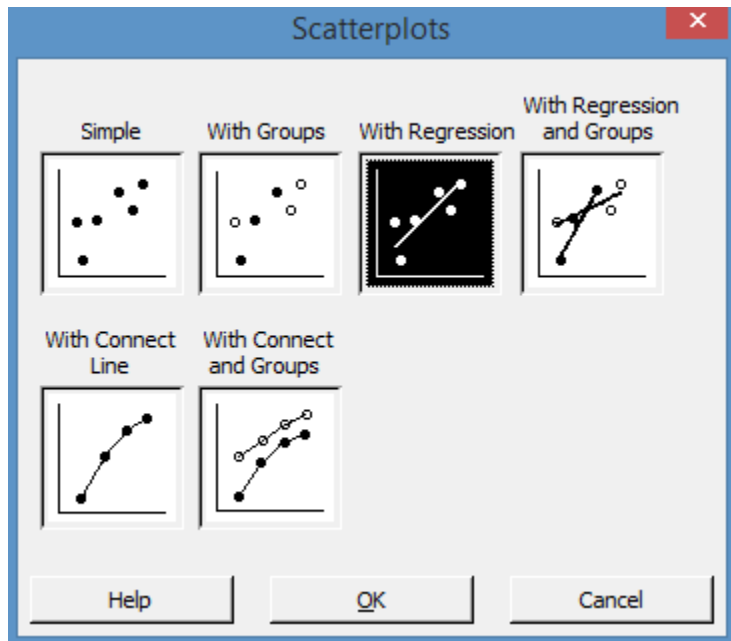 Scatterplots
Simple
With Groups
With Regression
With Regression
and Groups
With Connect
Line
With Connect
and Groups
Help
OK
Cancel